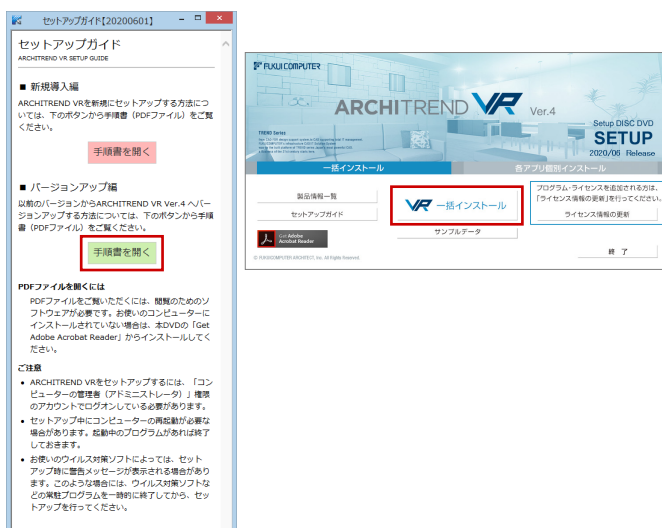 セットアップガイド【20200601】
セットアップガイド
ARCHITREND VR SETUP GUIDE
■ 新規導入編
ARCHITREND VRを新規にセットアップする方法につ
いては、下のボタンから手順書（PDFファイル）をご覧
ください。
手順書を開く
■ バージョンアップ編
以前のバージョンからARCHITREND VR Ver.4 へバー
ジョンアップする方法については、下のボタンから手順
書（PDFファイル）をご覧ください。
手順書を開く
PDFファイルを開くには
PDFファイルをご覧いただくには、閲覧のためのソ
フトウェアが必要です。お使いのコンピューターに
インストールされていない場合は、本DVDの「Get
Adobe Acrobat Reader」からインストールしてく
ださい。
ご注意
• ARCHITREND VRをセットアップするには、「コン
ピューターの管理者（アドミニストレータ）」権限
のアカウントでログオンしている必要があります。
• セットアップ中にコンピューターの再起動が必要な
場合があります。起動中のプログラムがあれば終了
しておきます。
• お使いのウイルス対策ソフトによっては、セット
アップ時に警告メッセージが表示される場合があり
ます。このような場合には、ウイルス対策ソフトな
どの常駐プログラムを一時的に終了してから、セッ
トアップを行ってください。
FUKUI COMPUTER
ARCHITREND VR Ver.4
Setup DISC DVD
SETUP
2020/06 Release
TREND Series
一括インストール
各アプリ個別インストール
製品情報一覧
セットアップガイド
VR 一括インストール
サンプルデータ
プログラム・ライセンスを追加される方は、
「ライセンス情報の更新」を行ってください。
ライセンス情報の更新
Get Adobe
Acrobat Reader
終 了
© FUKUICOMPUTER ARCHITECT, Inc. All Rights Reserved.